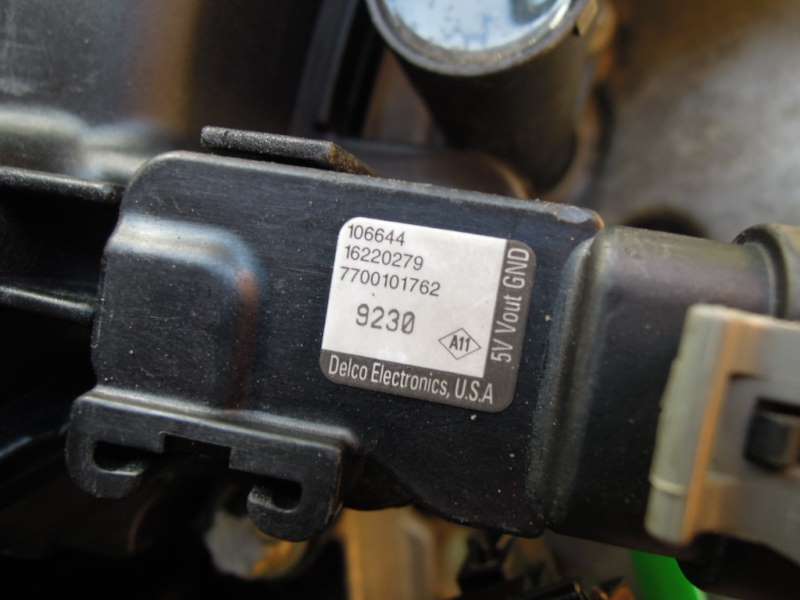 106644
16220279
7700101762
9230
A11
5V Vout GND
Delco Electronics, U.S.A